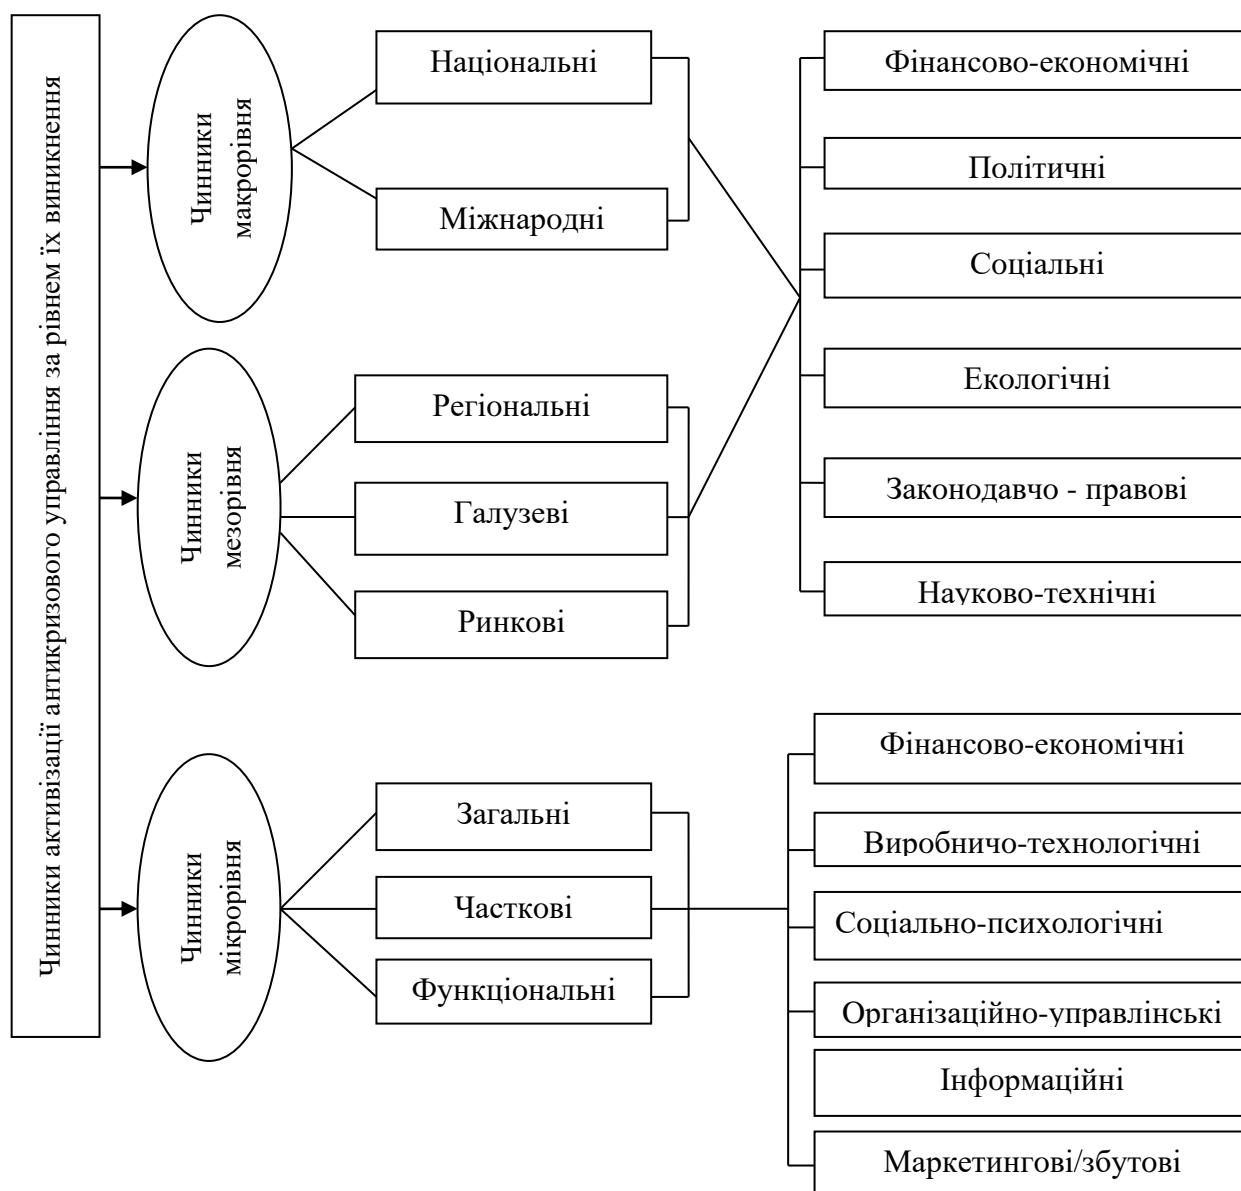 Чинники активізації антикризового управління за рівнем їх виникнення
Чинники
макрорівня
Національні
Міжнародні
Фінансово-економічні
Політичні
Соціальні
Екологічні
Законодавчо - правові
Науково-технічні
Чинники
мезорівня
Регіональні
Галузеві
Ринкові
Чинники
мікрорівня
Загальні
Часткові
Функціональні
Фінансово-економічні
Виробничо-технологічні
Соціально-психологічні
Організаційно-управлінські
Інформаційні
Маркетингові/збутові